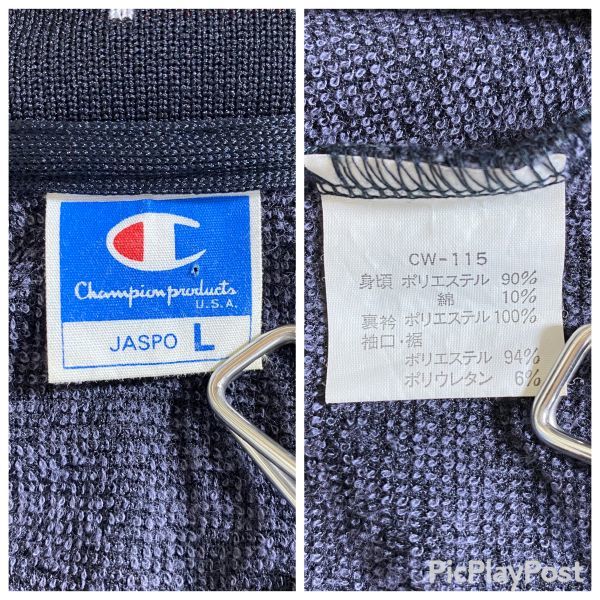 Champion products
U.S.A.
JASPO L
CW-115
身頃 ポリエステル 90%
綿 10%
裏衿 ポリエステル 100%
袖口・裾
ポリエステル 94%
ポリウレタン 6%
PicPlayPost